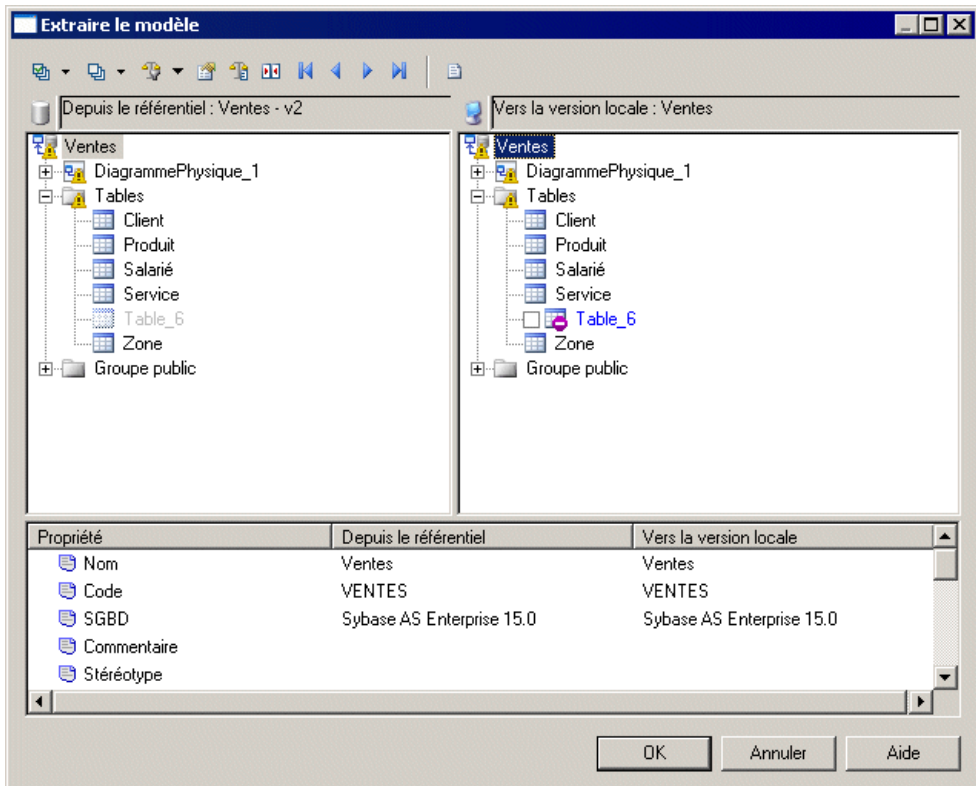 Extraire le modèle
Depuis le référentiel : Ventes - v2
Vers la version locale : Ventes
Ventes
DiagrammePhysique_1
Tables
Client
Produit
Salarié
Service
Table_6
Zone
Groupe public
Ventes
DiagrammePhysique_1
Tables
Client
Produit
Salarié
Service
Table_6
Zone
Groupe public
Propriété Depuis le référentiel Vers la version locale
Nom Ventes Ventes
Code VENTES VENTES
SGBD Sybase AS Enterprise 15.0 Sybase AS Enterprise 15.0
Commentaire
Stéréotype
OK Annuler Aide